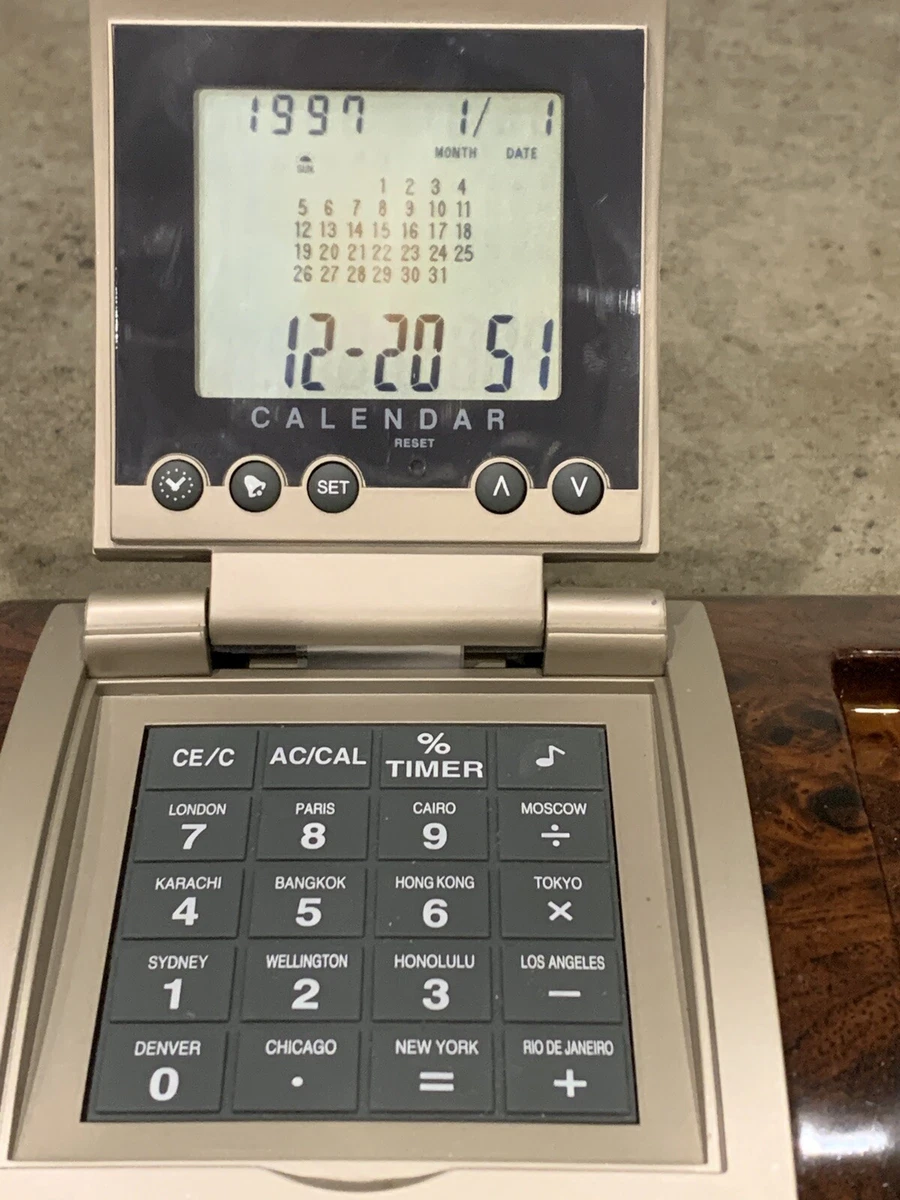 1997 1/ 1
MONTH DATE
SUN.
1 2 3 4
5 6 7 8 9 10 11
12 13 14 15 16 17 18
19 20 21 22 23 24 25
26 27 28 29 30 31
12-20 51
CALENDAR
RESET
SET
CE/C AC/CAL % TIMER
LONDON PARIS CAIRO MOSCOW
7 8 9 ÷
KARACHI BANGKOK HONG KONG TOKYO
4 5 6 ×
SYDNEY WELLINGTON HONOLULU LOS ANGELES
1 2 3 −
DENVER CHICAGO NEW YORK RIO DE JANEIRO
0 . = +